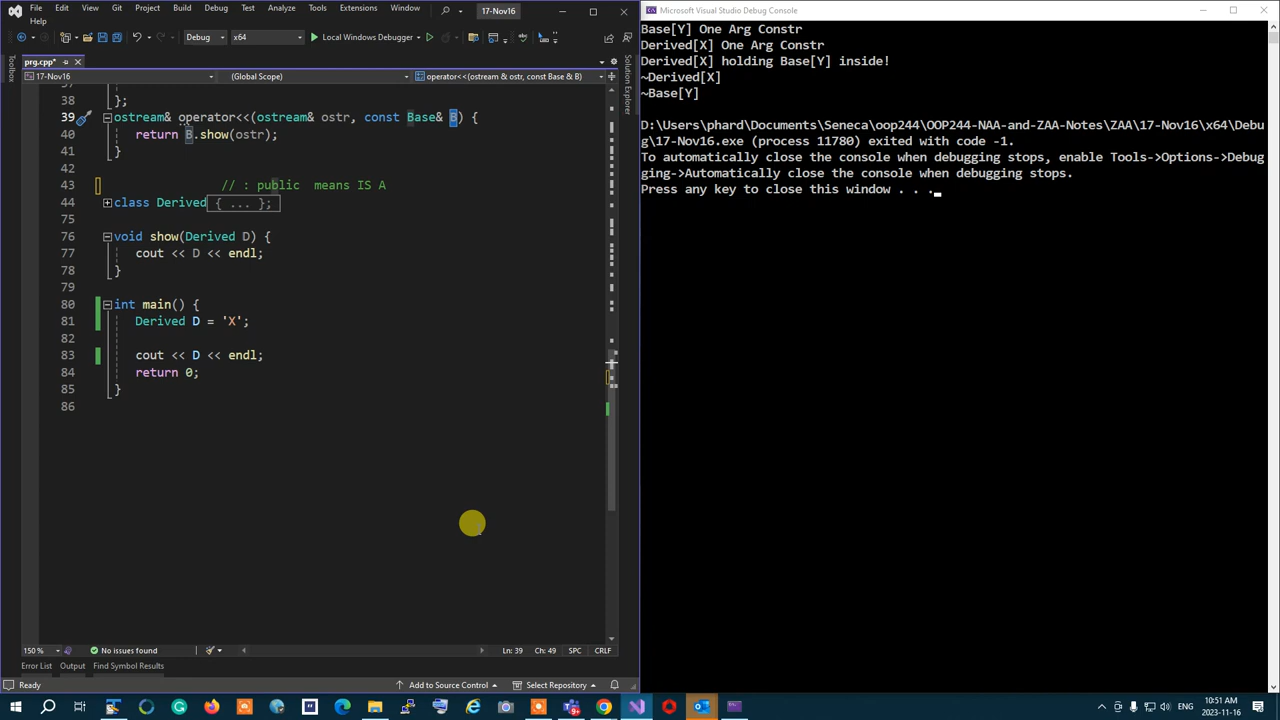 File Edit View Git Project Build Debug Test Analyze
Tools Extensions Window Help
17-Nov16
Debug x64 Local Windows Debugger
prg.cpp*
17-Nov16 (Global Scope) operator<<(ostream & ostr, const Base & B)
Toolbox
Solution Explorer
37
38 };
39 ostream& operator<<(ostream& ostr, const Base& B) {
40 return B.show(ostr);
41 }
42
43 // : public  means IS A
44 class Derived { ... };
75
76 void show(Derived D) {
77 cout << D << endl;
78 }
79
80 int main() {
81 Derived D = 'X';
82
83 cout << D << endl;
84 return 0;
85 }
86
150 % No issues found Ln: 39 Ch: 49 SPC CRLF
Error List Output Find Symbol Results
Ready Add to Source Control Select Repository
Microsoft Visual Studio Debug Console
Base[Y] One Arg Constr
Derived[X] One Arg Constr
Derived[X] holding Base[Y] inside!
~Derived[X]
~Base[Y]
D:\Users\phard\Documents\Seneca\oop244\OOP244-NAA-and-ZAA-Notes\ZAA\17-Nov16\x64\Debu
g\17-Nov16.exe (process 11780) exited with code -1.
To automatically close the console when debugging stops, enable Tools->Options->Debug
ging->Automatically close the console when debugging stops.
Press any key to close this window . . .
ENG 10:51 AM
2023-11-16